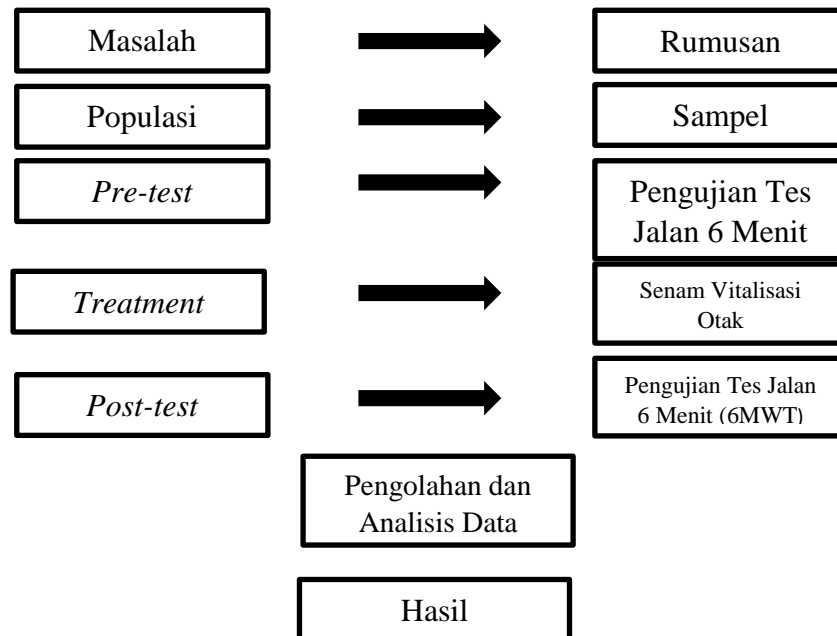 Masalah
Rumusan
Populasi
Sampel
Pre-test
Pengujian Tes
Jalan 6 Menit
Treatment
Senam Vitalisasi
Otak
Post-test
Pengujian Tes Jalan
6 Menit (6MWT)
Pengolahan dan
Analisis Data
Hasil